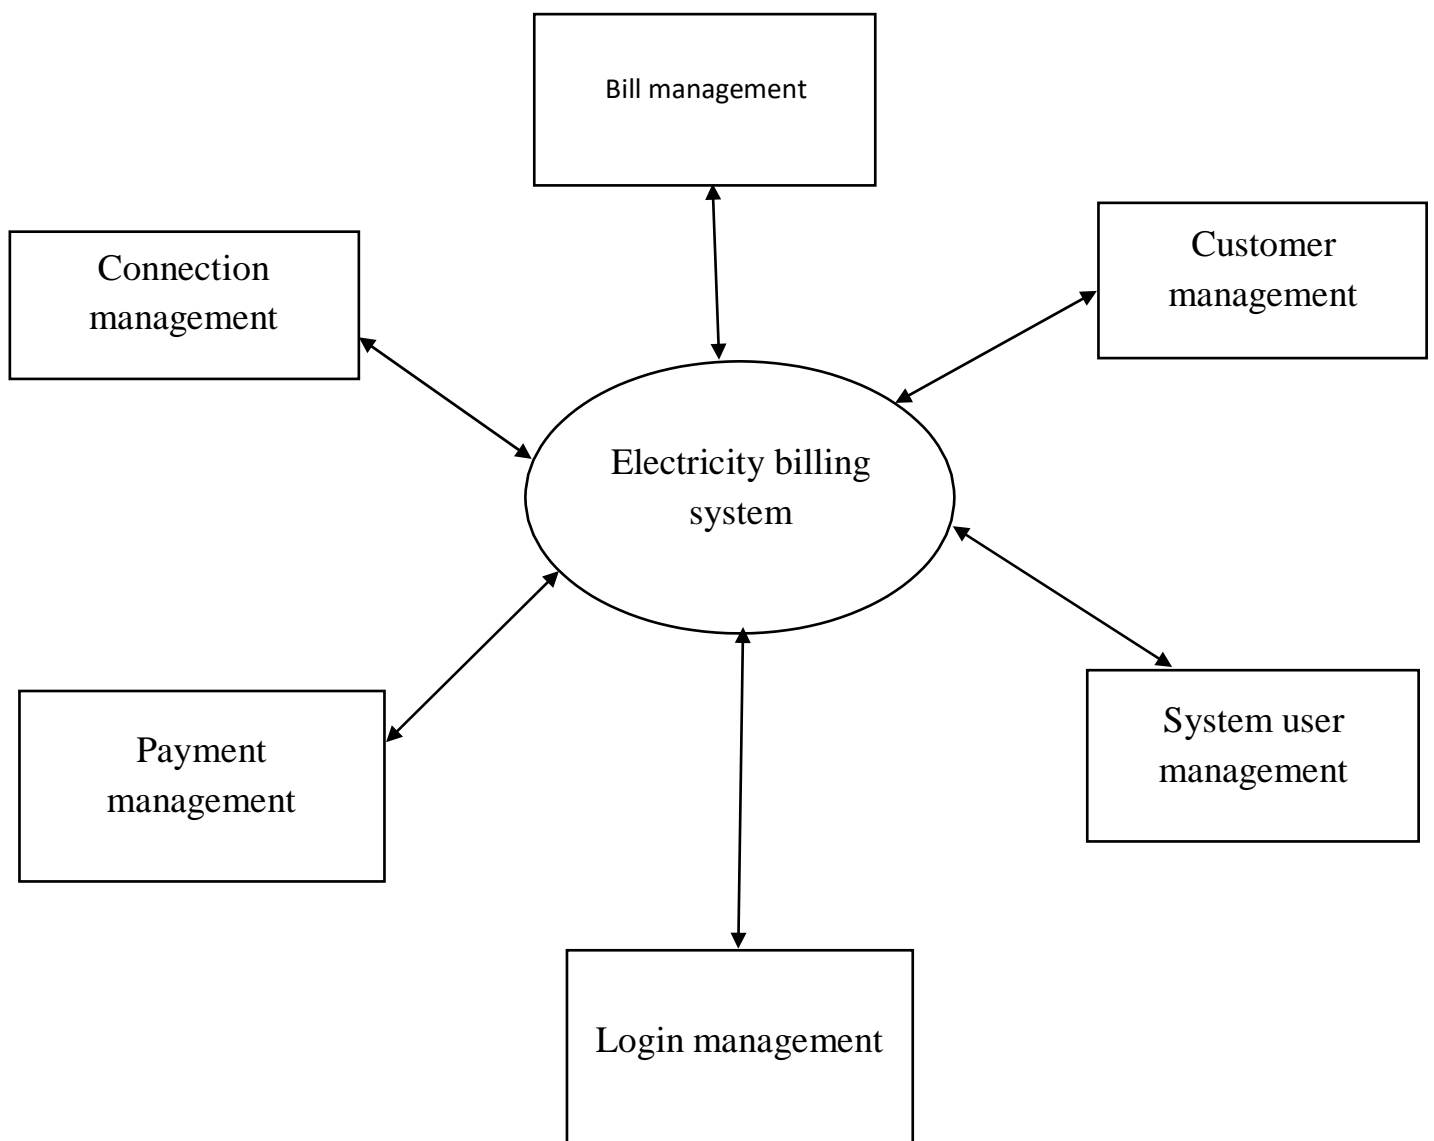 Bill management
Connection
management
Customer
management
Electricity billing
system
Payment
management
System user
management
Login management